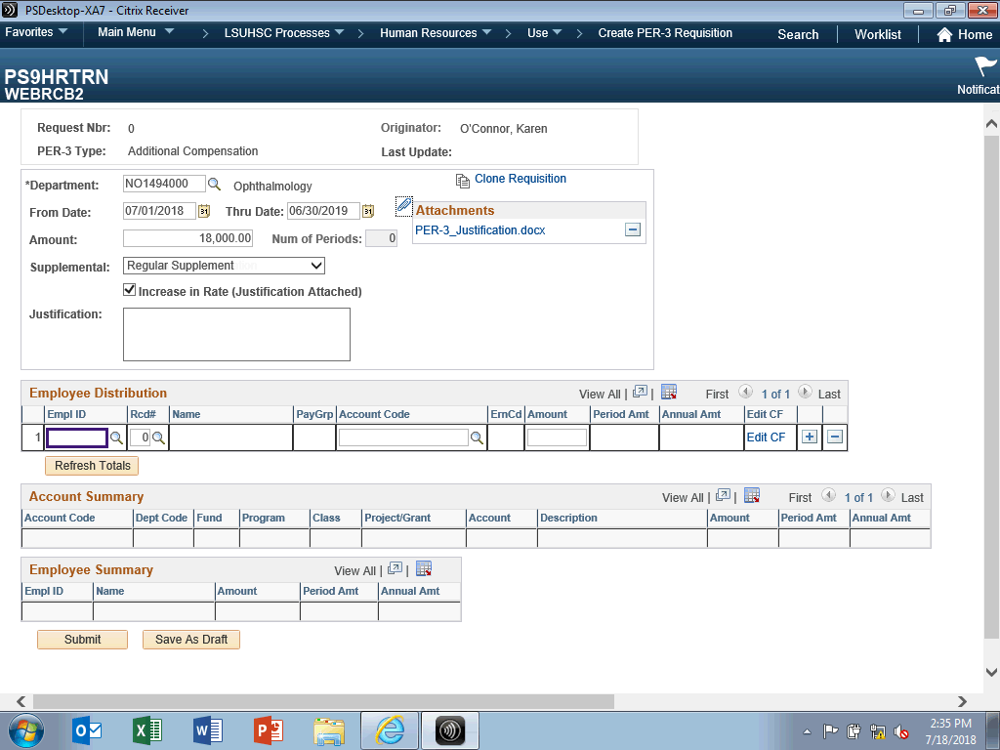 PSDesktop-XA7 - Citrix Receiver
Favorites Main Menu > LSUHSC Processes > Human Resources > Use > Create PER-3 Requisition Search Worklist Home
PS9HRTRN
WEBRCB2
Notificat
Request Nbr: 0 Originator: O'Connor, Karen
PER-3 Type: Additional Compensation Last Update:
*Department: NO1494000 Ophthalmology Clone Requisition
From Date: 07/01/2018 Thru Date: 06/30/2019 Attachments
PER-3_Justification.docx
Amount: 18,000.00 Num of Periods: 0
Supplemental: Regular Supplement
Increase in Rate (Justification Attached)
Justification:
Employee Distribution View All | | First 1 of 1 Last
Empl ID Rcd# Name PayGrp Account Code ErnCd Amount Period Amt Annual Amt Edit CF
1 0 Edit CF
Refresh Totals
Account Summary View All | | First 1 of 1 Last
Account Code Dept Code Fund Program Class Project/Grant Account Description Amount Period Amt Annual Amt
Employee Summary View All | |
Empl ID Name Amount Period Amt Annual Amt
Submit Save As Draft
2:35 PM
7/18/2018